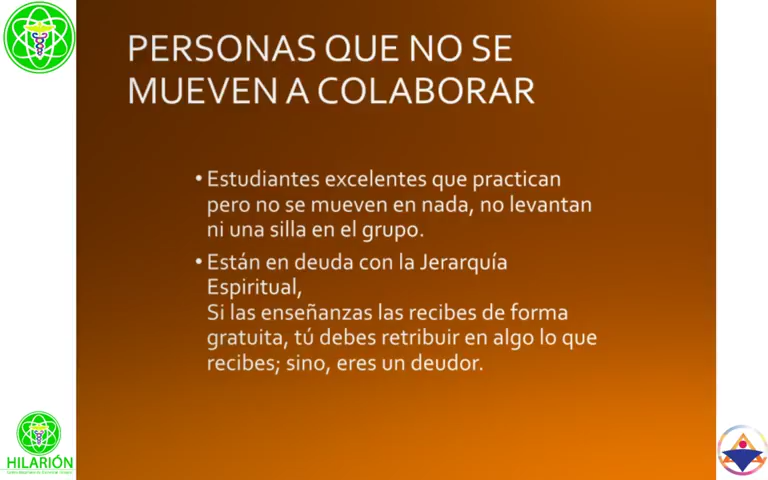 PERSONAS QUE NO SE
MUEVEN A COLABORAR
• Estudiantes excelentes que practican
pero no se mueven en nada, no levantan
ni una silla en el grupo.
• Están en deuda con la Jerarquía
Espiritual,
Si las enseñanzas las recibes de forma
gratuita, tú debes retribuir en algo lo que
recibes; sino, eres un deudor.
HILARIÓN